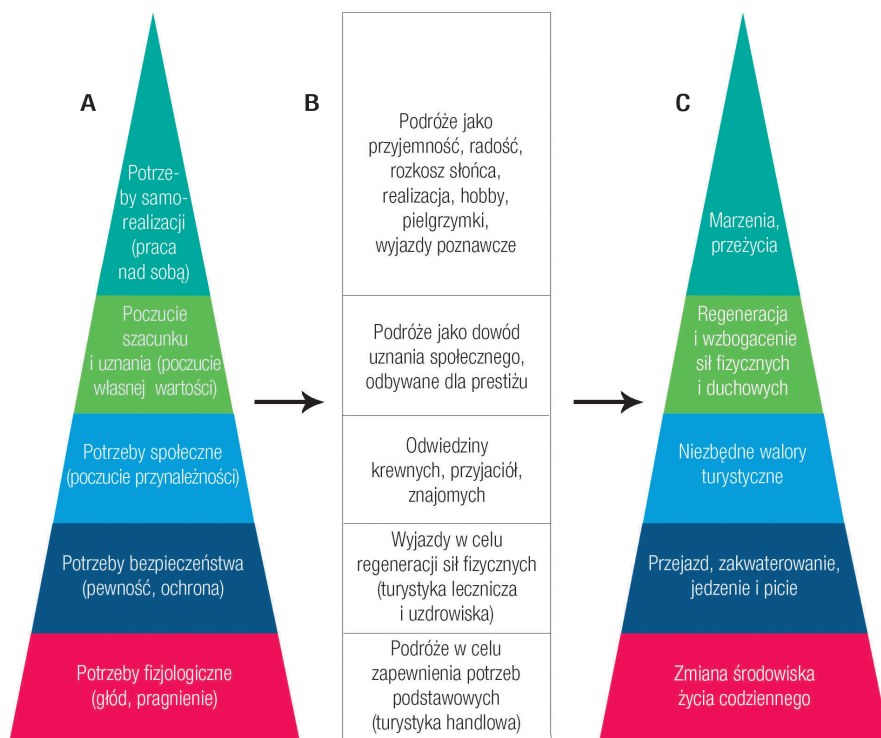 A
Potrze-
by samo-
realizacji
(praca
nad sobą)
Poczucie
szacunku
i uznania (poczucie
własnej wartości)
Potrzeby społeczne
(poczucie przynależności)
Potrzeby bezpieczeństwa
(pewność, ochrona)
Potrzeby fizjologiczne
(głód, pragnienie)
B
Podróże jako
przyjemność, radość,
rozkosz słońca,
realizacja, hobby,
pielgrzymki,
wyjazdy poznawcze
Podróże jako dowód
uznania społecznego,
odbywane dla prestiżu
Odwiedziny
krewnych, przyjaciół,
znajomych
Wyjazdy w celu
regeneracji sił fizycznych
(turystyka lecznicza
i uzdrowiska)
Podróże w celu
zapewnienia potrzeb
podstawowych
(turystyka handlowa)
C
Marzenia,
przeżycia
Regeneracja
i wzbogacenie
sił fizycznych
i duchowych
Niezbędne walory
turystyczne
Przejazd, zakwaterowanie,
jedzenie i picie
Zmiana środowiska
życia codziennego